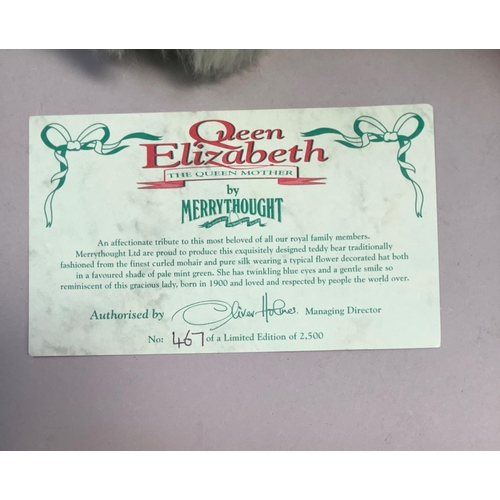 Queen
Elizabeth
THE QUEEN MOTHER
by
MERRYTHOUGHT
An affectionate tribute to this most beloved of all our royal family members.
Merrythought Ltd are proud to produce this exquisitely designed teddy bear traditionally
fashioned from the finest curled mohair and pure silk wearing a typical flower decorated hat both
in a favoured shade of pale mint green. She has twinkling blue eyes and a gentle smile so
reminiscent of this gracious lady, born in 1900 and loved and respected by people the world over.
Authorised by Oliver Holmes Managing Director
No: 467 of a Limited Edition of 2,500